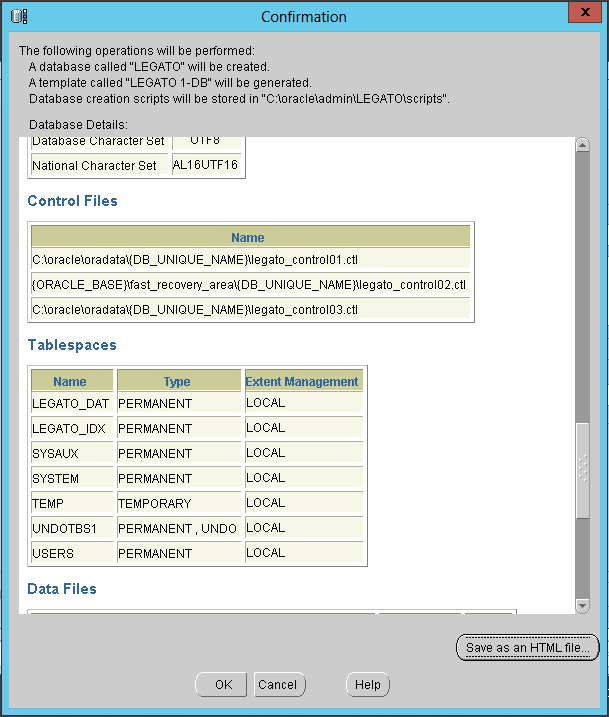 Confirmation
x
The following operations will be performed:
A database called "LEGATO" will be created.
A template called "LEGATO 1-DB" will be generated.
Database creation scripts will be stored in "C:\oracle\admin\LEGATO\scripts".
Database Details:
Database Character Set UTF8
National Character Set AL16UTF16
Control Files
Name
C:\oracle\oradata\{DB_UNIQUE_NAME}\legato_control01.ctl
{ORACLE_BASE}\fast_recovery_area\{DB_UNIQUE_NAME}\legato_control02.ctl
C:\oracle\oradata\{DB_UNIQUE_NAME}\legato_control03.ctl
Tablespaces
Name Type Extent Management
LEGATO_DAT PERMANENT LOCAL
LEGATO_IDX PERMANENT LOCAL
SYSAUX PERMANENT LOCAL
SYSTEM PERMANENT LOCAL
TEMP TEMPORARY LOCAL
UNDOTBS1 PERMANENT , UNDO LOCAL
USERS PERMANENT LOCAL
Data Files
Save as an HTML file...
OK Cancel Help